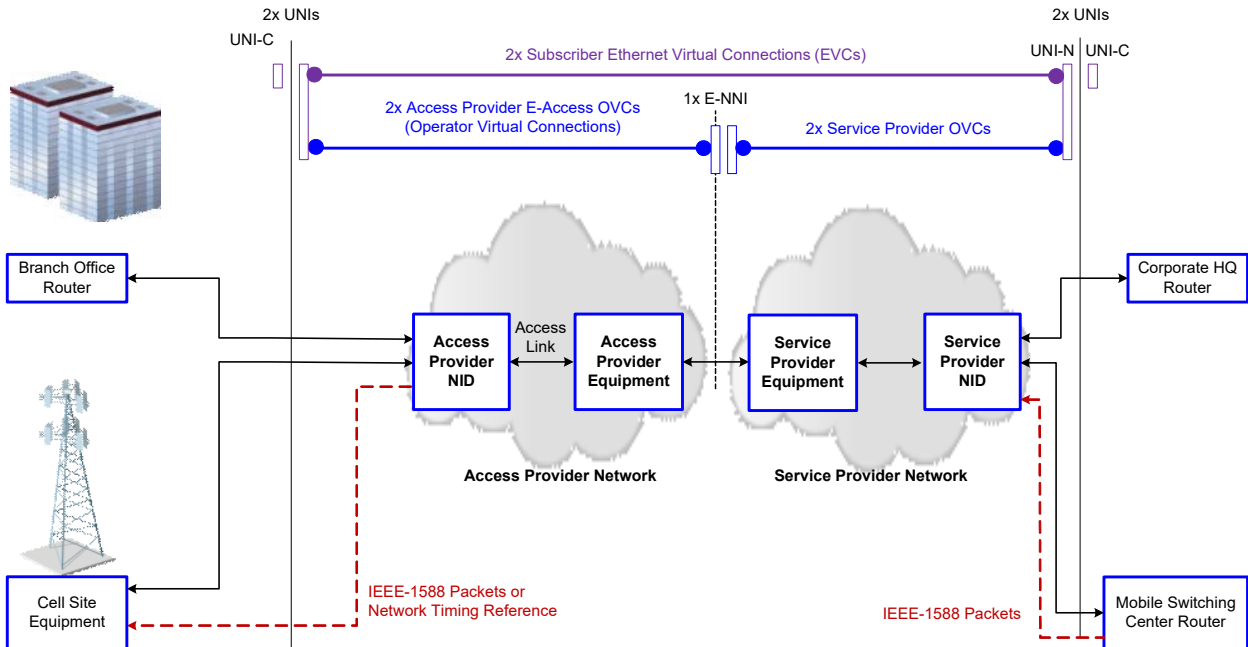 2x UNIs
2x UNIs
UNI-C
UNI-N
UNI-C
2x Subscriber Ethernet Virtual Connections (EVCs)
2x Access Provider E-Access OVCs
(Operator Virtual Connections)
1x E-NNI
2x Service Provider OVCs
Branch Office
Router
Corporate HQ
Router
Access
Provider
NID
Access
Link
Access
Provider
Equipment
Service
Provider
Equipment
Service
Provider
NID
Access Provider Network
Service Provider Network
Cell Site
Equipment
IEEE-1588 Packets or
Network Timing Reference
IEEE-1588 Packets
Mobile Switching
Center Router